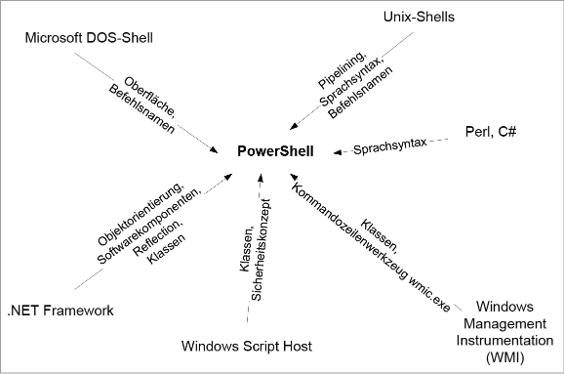 Unix-Shells
Microsoft DOS-Shell
Oberfläche,
Befehlsnamen
Pipelining,
Sprachsyntax,
Befehlsnamen
Perl, C#
Sprachsyntax
PowerShell
Objektorientierung,
Softwarekomponenten,
Reflection,
Klassen
Klassen,
Sicherheitskonzept
Klassen,
Kommandozeilenwerkzeug wmic.exe
.NET Framework
Windows Script Host
Windows
Management
Instrumentation
(WMI)